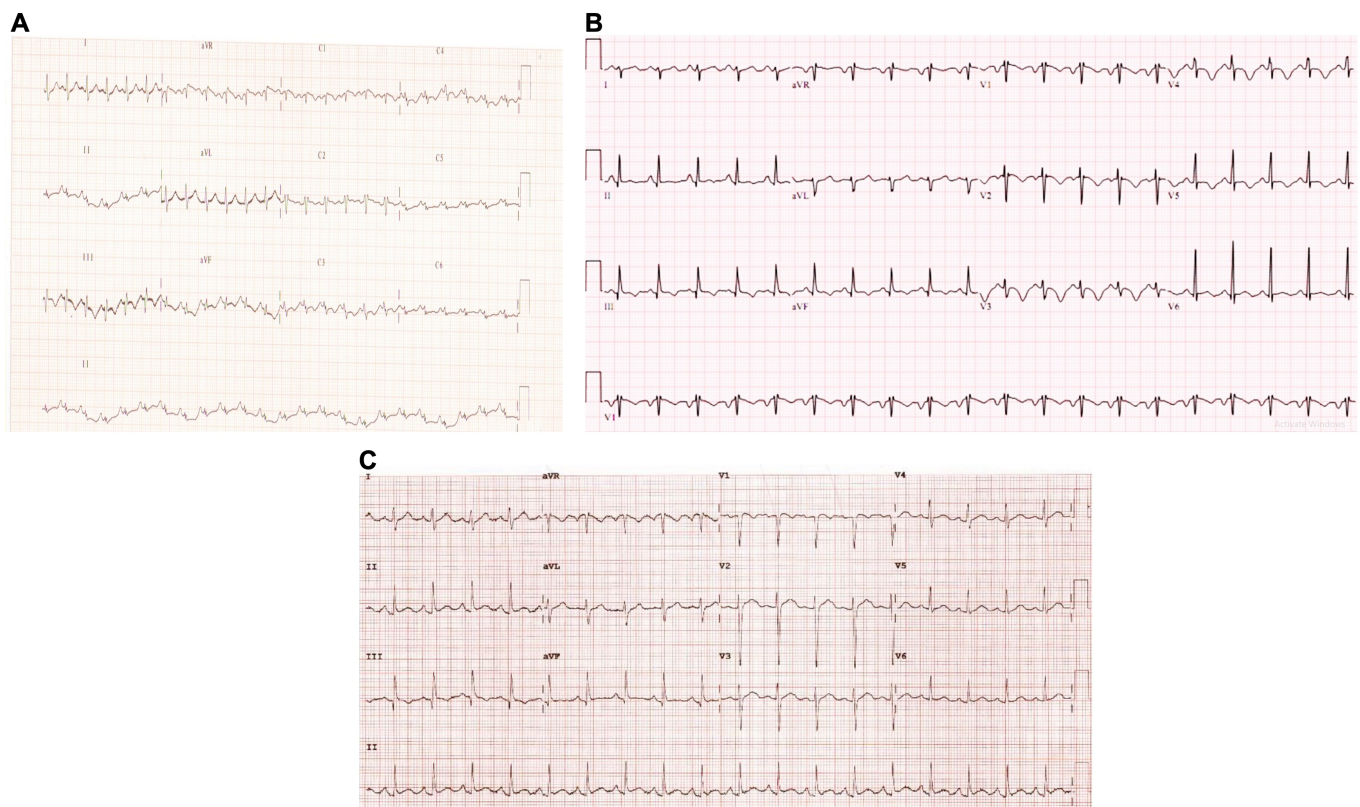 A
I aVR C1 C4
II aVL C2 C5
III aVF C3 C6
II
B
I aVR V1 V4
II aVL V2 V5
III aVF V3 V6
V1
Activate Windows
C
I aVR V1 V4
II aVL V2 V5
III aVF V3 V6
II